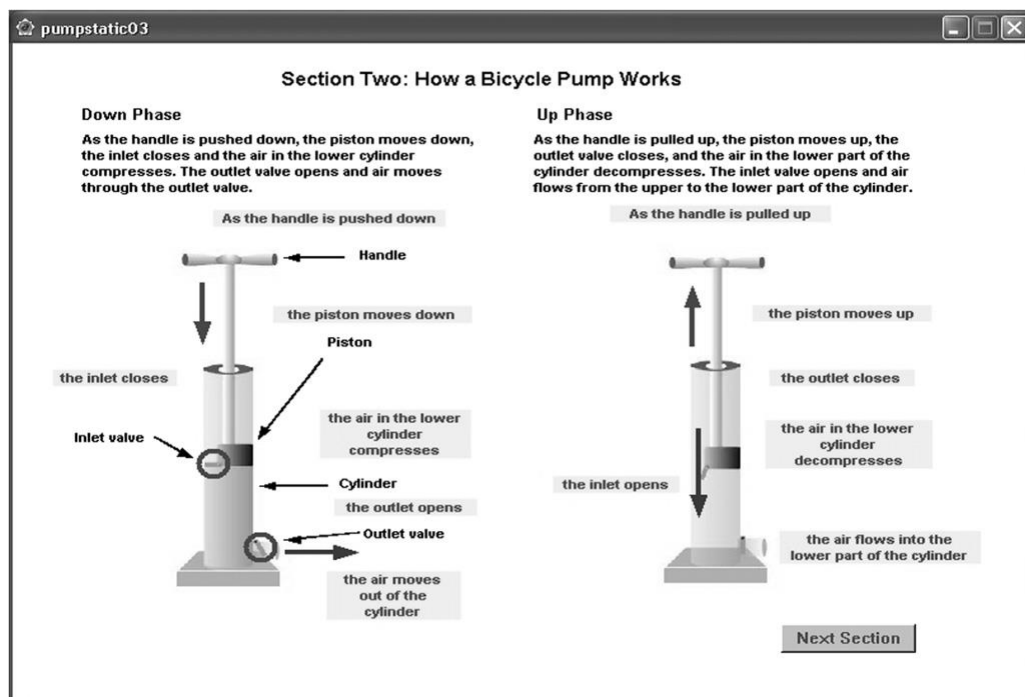 pumpstatic03
Section Two: How a Bicycle Pump Works
Down Phase
As the handle is pushed down, the piston moves down,
the inlet closes and the air in the lower cylinder
compresses. The outlet valve opens and air moves
through the outlet valve.
As the handle is pushed down
Handle
the piston moves down
Piston
the inlet closes
the air in the lower
cylinder
compresses
Inlet valve
Cylinder
the outlet opens
Outlet valve
the air moves
out of the
cylinder
Up Phase
As the handle is pulled up, the piston moves up, the
outlet valve closes, and the air in the lower part of the
cylinder decompresses. The inlet valve opens and air
flows from the upper to the lower part of the cylinder.
As the handle is pulled up
the piston moves up
the outlet closes
the air in the lower
cylinder
decompresses
the inlet opens
the air flows into the
lower part of the cylinder
Next Section